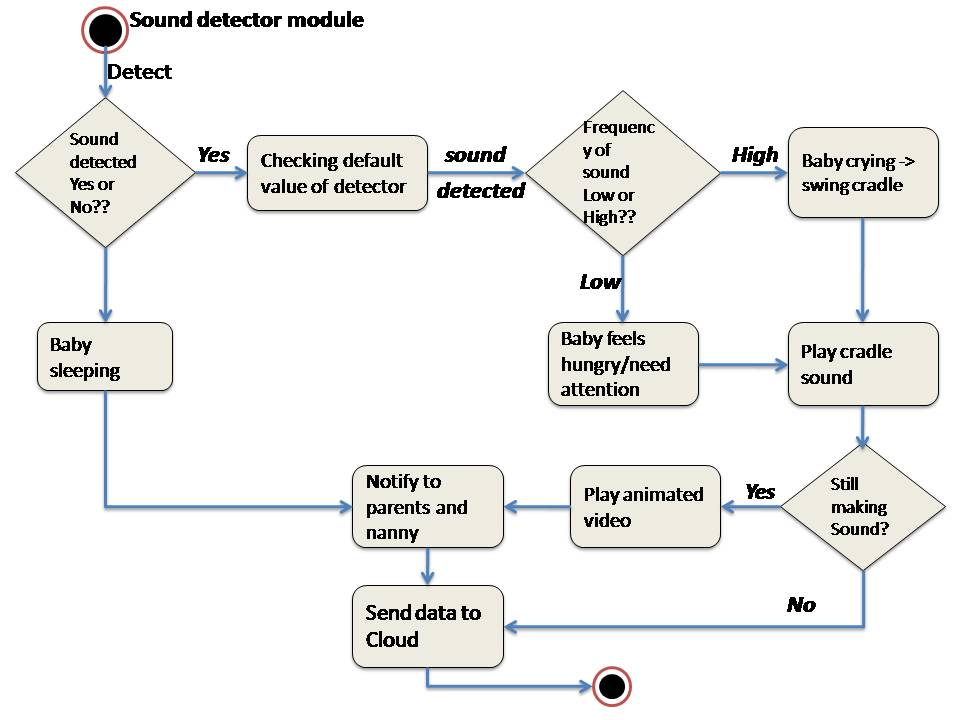 Sound detector module
Detect
Sound
detected
Yes or
No??
Yes
Checking default
value of detector
sound
detected
Frequenc
y of
sound
Low or
High??
High
Baby crying ->
swing cradle
Low
Baby
sleeping
Baby feels
hungry/need
attention
Play cradle
sound
Notify to
parents and
nanny
Play animated
video
Yes
Still
making
Sound?
Send data to
Cloud
No